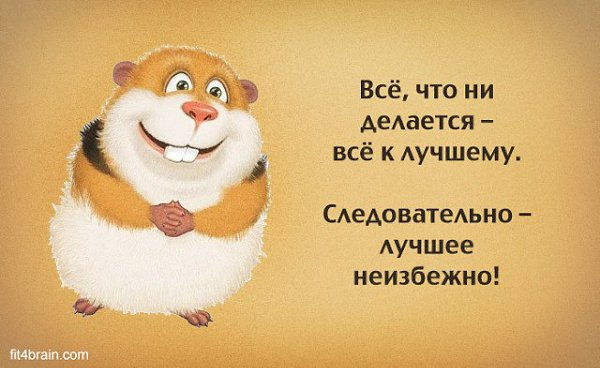 Всё, что ни
делается –
всё к лучшему.
Следовательно –
лучшее
неизбежно!
fit4brain.com